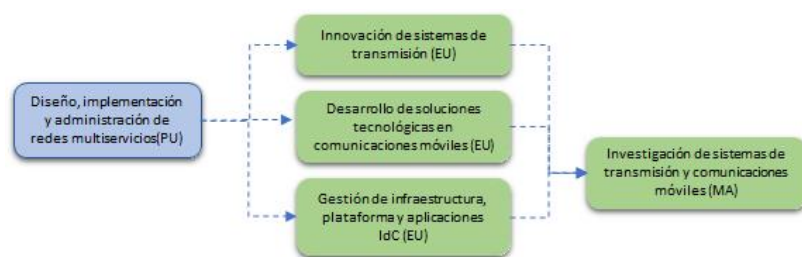 Innovación de sistemas de
transmisión (EU)
Diseño, implementación
y administración de
redes multiservicios(PU)
Desarrollo de soluciones
tecnológicas en
comunicaciones móviles (EU)
Investigación de sistemas de
transmisión y comunicaciones
móviles (MA)
Gestión de infraestructura,
plataforma y aplicaciones
IdC (EU)